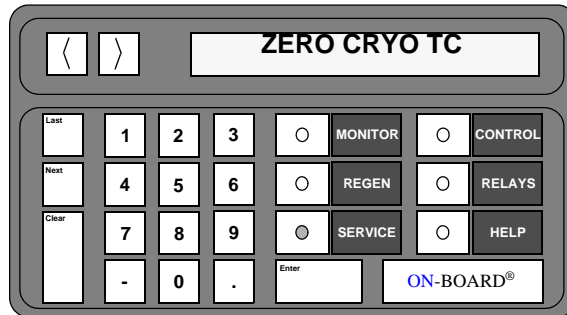 〈 〉 ZERO CRYO TC
Last 1 2 3 MONITOR CONTROL
Next 4 5 6 REGEN RELAYS
Clear 7 8 9 SERVICE HELP
- 0 . Enter ON-BOARD®